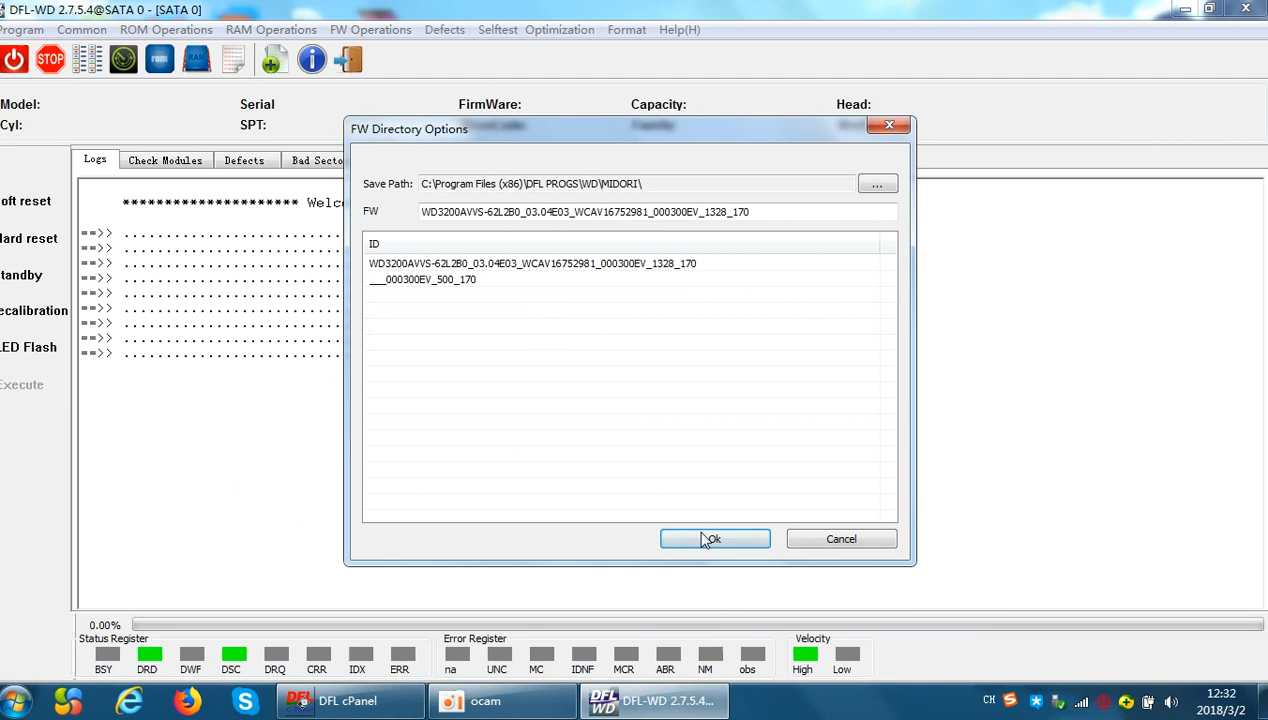 DFL-WD 2.7.5.4@SATA 0 - [SATA 0]
Program Common ROM Operations RAM Operations FW Operations Defects Selftest Optimization Format Help(H)
STOP
rom
RAM
Model: Serial FirmWare: Capacity: Head:
Cyl: SPT:
FW Directory Options
Logs Check Modules Defects Bad Secto
Save Path: C:\Program Files (x86)\DFL PROGS\WD\MIDORI\ ...
oft reset
******************** Welc
FW WD3200AVVS-62L2B0_03.04E03_WCAV16752981_000300EV_1328_170
ard reset
tandby
ecalibration
ED Flash
Execute
==>> ........................
==>> ........................
==>> ........................
==>> ........................
==>> ........................
==>> ........................
==>> ........................
==>> ........................
==>> ........................
ID
WD3200AVVS-62L2B0_03.04E03_WCAV16752981_000300EV_1328_170
___000300EV_500_170
Ok Cancel
0.00%
Status Register Error Register Velocity
BSY DRD DWF DSC DRQ CRR IDX ERR na UNC MC IDNF MCR ABR NM obs High Low
DFL cPanel ocam DFL WD DFL-WD 2.7.5.4...
CH
12:32
2018/3/2